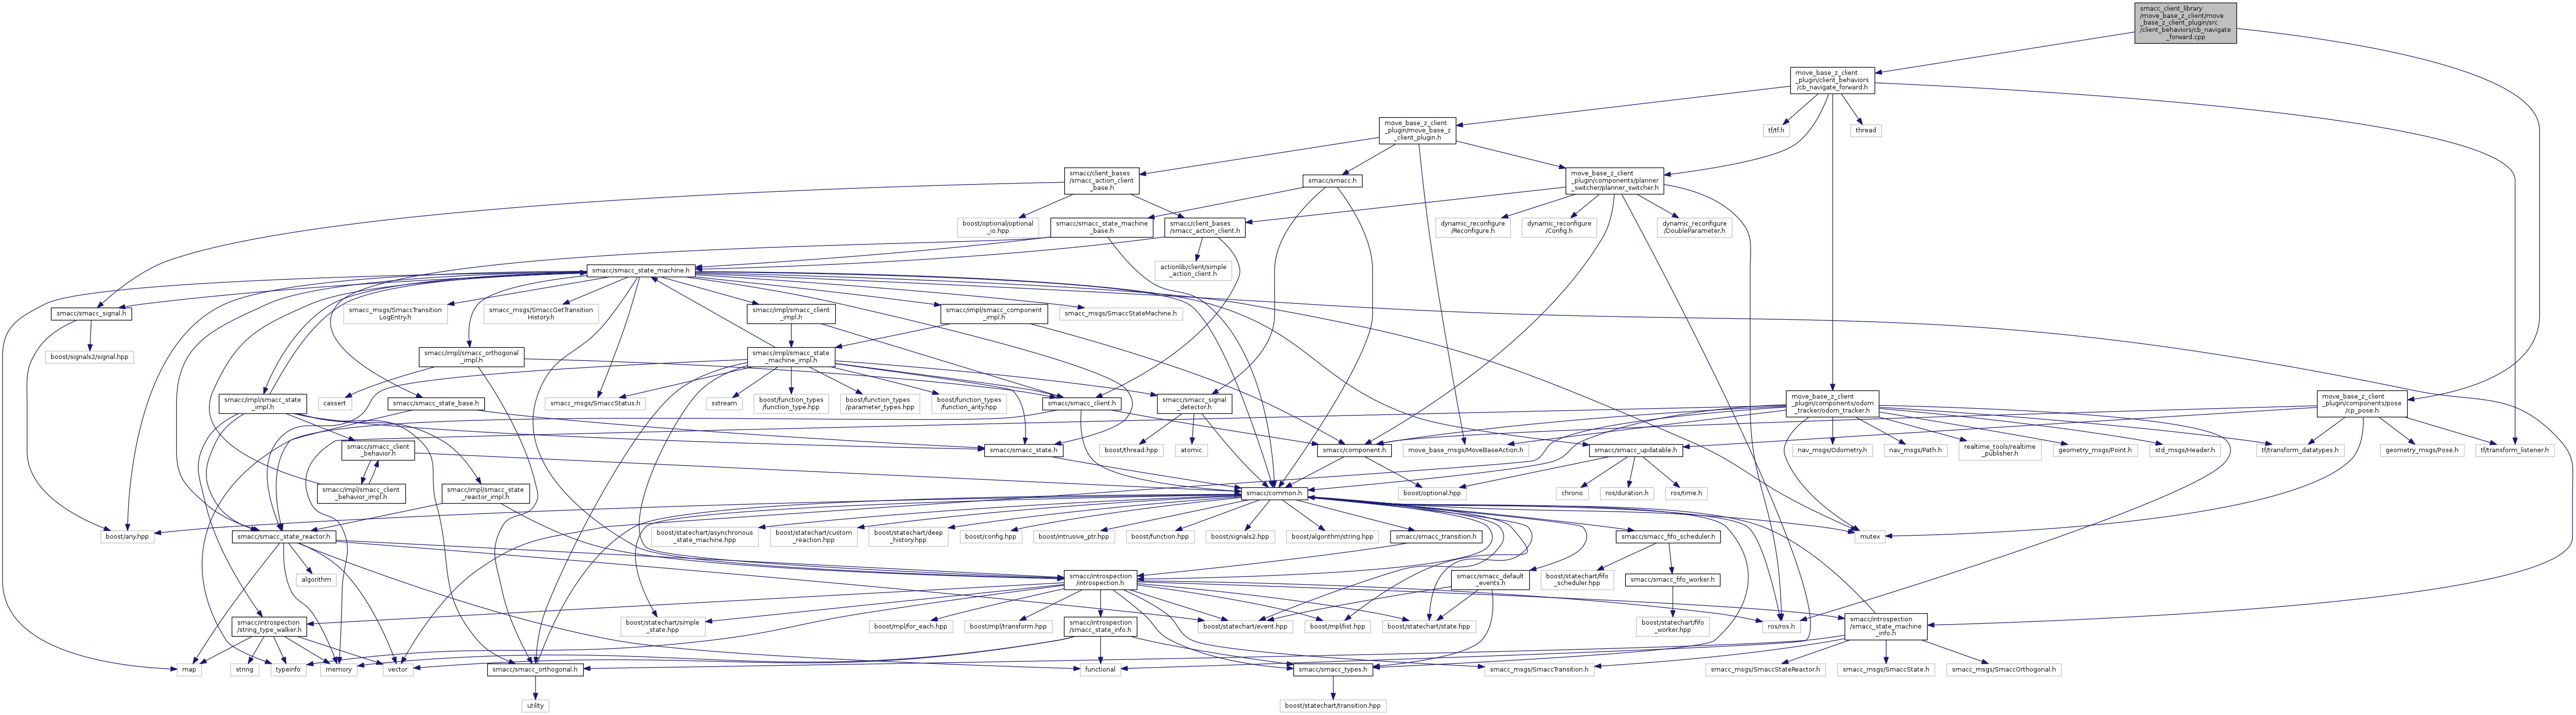 smacc_client_library
/move_base_z_client/move
_base_z_client_plugin/src
/client_behaviors/cb_navigate
_forward.cpp
move_base_z_client
_plugin/client_behaviors
/cb_navigate_forward.h
move_base_z_client
_plugin/move_base_z
_client_plugin.h
tf/tf.h
thread
smacc/client_bases
/smacc_action_client
_base.h
smacc/smacc.h
move_base_z_client
_plugin/components/planner
_switcher/planner_switcher.h
boost/optional/optional
_io.hpp
smacc/smacc_state_machine
_base.h
smacc/client_bases
/smacc_action_client.h
dynamic_reconfigure
/Reconfigure.h
dynamic_reconfigure
/Config.h
dynamic_reconfigure
/DoubleParameter.h
smacc/smacc_state_machine.h
actionlib/client/simple
_action_client.h
smacc/smacc_signal.h
smacc_msgs/SmaccTransition
LogEntry.h
smacc_msgs/SmaccGetTransition
History.h
smacc/impl/smacc_client
_impl.h
smacc/impl/smacc_component
_impl.h
smacc_msgs/SmaccStateMachine.h
boost/signals2/signal.hpp
smacc/impl/smacc_orthogonal
_impl.h
smacc/impl/smacc_state
_machine_impl.h
smacc/impl/smacc_state
_impl.h
cassert
smacc/smacc_state_base.h
smacc_msgs/SmaccStatus.h
sstream
boost/function_types
/function_type.hpp
boost/function_types
/parameter_types.hpp
boost/function_types
/function_arity.hpp
smacc/smacc_client.h
smacc/smacc_signal
_detector.h
move_base_z_client
_plugin/components/odom
_tracker/odom_tracker.h
move_base_z_client
_plugin/components/pose
/cp_pose.h
smacc/smacc_client
_behavior.h
smacc/smacc_state.h
boost/thread.hpp
atomic
smacc/component.h
move_base_msgs/MoveBaseAction.h
smacc/smacc_updatable.h
nav_msgs/Odometry.h
nav_msgs/Path.h
realtime_tools/realtime
_publisher.h
geometry_msgs/Point.h
std_msgs/Header.h
tf/transform_datatypes.h
geometry_msgs/Pose.h
tf/transform_listener.h
smacc/impl/smacc_client
_behavior_impl.h
smacc/impl/smacc_state
_reactor_impl.h
smacc/common.h
boost/optional.hpp
chrono
ros/duration.h
ros/time.h
boost/any.hpp
smacc/smacc_state_reactor.h
boost/statechart/asynchronous
_state_machine.hpp
boost/statechart/custom
_reaction.hpp
boost/statechart/deep
_history.hpp
boost/config.hpp
boost/intrusive_ptr.hpp
boost/function.hpp
boost/signals2.hpp
boost/algorithm/string.hpp
smacc/smacc_transition.h
smacc/smacc_fifo_scheduler.h
mutex
algorithm
smacc/introspection
/introspection.h
smacc/smacc_default
_events.h
boost/statechart/fifo
_scheduler.hpp
smacc/smacc_fifo_worker.h
smacc/introspection
/string_type_walker.h
boost/statechart/simple
_state.hpp
boost/mpl/for_each.hpp
boost/mpl/transform.hpp
smacc/introspection
/smacc_state_info.h
boost/statechart/event.hpp
boost/mpl/list.hpp
boost/statechart/state.hpp
boost/statechart/fifo
_worker.hpp
ros/ros.h
smacc/introspection
/smacc_state_machine
_info.h
map
string
typeinfo
memory
vector
smacc/smacc_orthogonal.h
functional
smacc/smacc_types.h
smacc_msgs/SmaccTransition.h
smacc_msgs/SmaccStateReactor.h
smacc_msgs/SmaccState.h
smacc_msgs/SmaccOrthogonal.h
utility
boost/statechart/transition.hpp